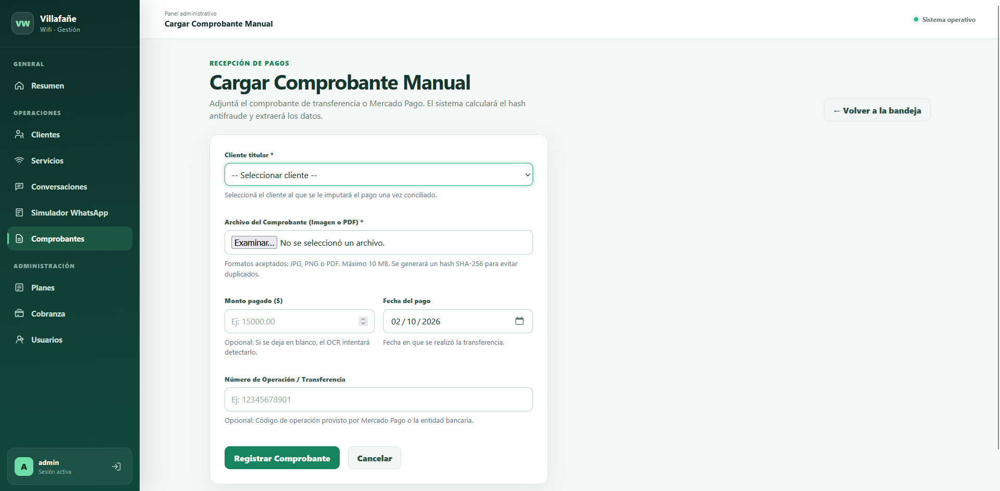 VW
Villafañe
Wifi · Gestión
GENERAL
Resumen
OPERACIONES
Clientes
Servicios
Conversaciones
Simulador WhatsApp
Comprobantes
ADMINISTRACIÓN
Planes
Cobranza
Usuarios
A
admin
Sesión activa
Panel administrativo
Cargar Comprobante Manual
Sistema operativo
RECEPCIÓN DE PAGOS
Cargar Comprobante Manual
Adjuntá el comprobante de transferencia o Mercado Pago. El sistema calculará el hash
antifraude y extraerá los datos.
← Volver a la bandeja
Cliente titular *
-- Seleccionar cliente --
Seleccioná el cliente al que se le imputará el pago una vez conciliado.
Archivo del Comprobante (Imagen o PDF) *
Examinar... No se seleccionó un archivo.
Formatos aceptados: JPG, PNG o PDF. Máximo 10 MB. Se generará un hash SHA-256 para evitar
duplicados.
Monto pagado ($)
Ej: 15000.00
Opcional: Si se deja en blanco, el OCR intentará
detectarlo.
Fecha del pago
02/10/2026
Fecha en que se realizó la transferencia.
Número de Operación / Transferencia
Ej: 12345678901
Opcional: Código de operación provisto por Mercado Pago o la entidad bancaria.
Registrar Comprobante
Cancelar